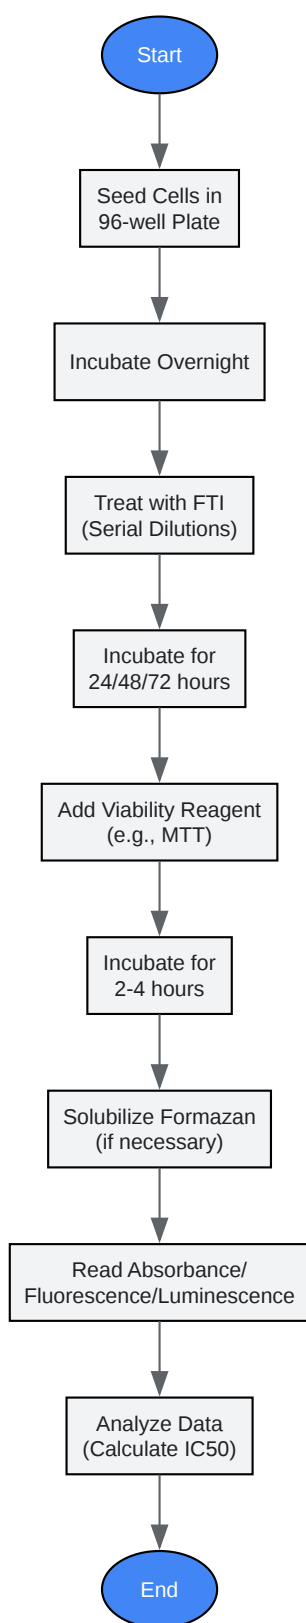 Start
Seed Cells in
96-well Plate
Incubate Overnight
Treat with FTI
(Serial Dilutions)
Incubate for
24/48/72 hours
Add Viability Reagent
(e.g., MTT)
Incubate for
2-4 hours
Solubilize Formazan
(if necessary)
Read Absorbance/
Fluorescence/Luminescence
Analyze Data
(Calculate IC50)
End